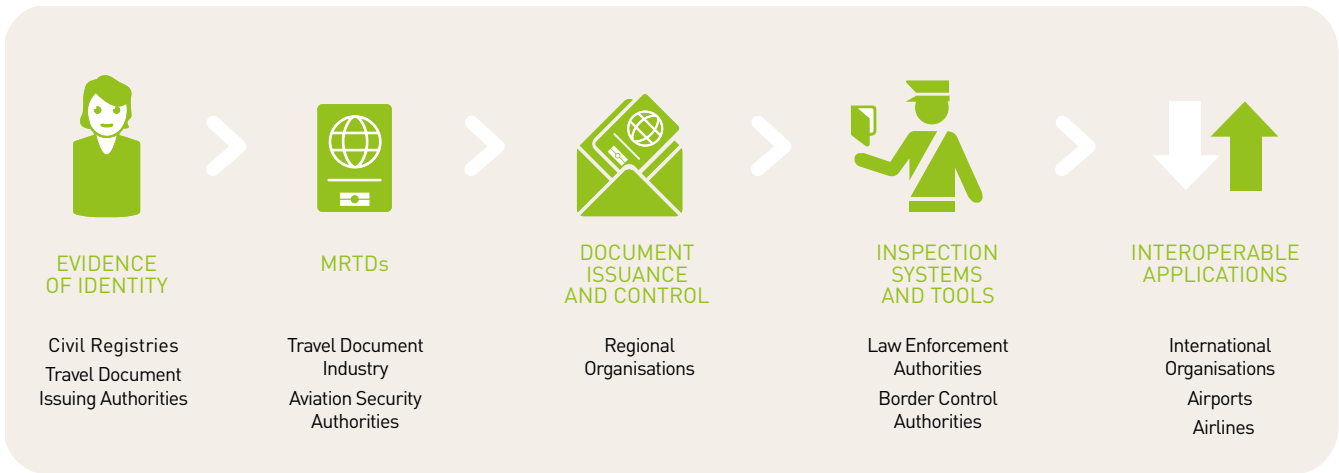 EVIDENCE
OF IDENTITY
Civil Registries
Travel Document
Issuing Authorities
MRTDs
Travel Document
Industry
Aviation Security
Authorities
DOCUMENT
ISSUANCE
AND CONTROL
Regional
Organisations
INSPECTION
SYSTEMS
AND TOOLS
Law Enforcement
Authorities
Border Control
Authorities
INTEROPERABLE
APPLICATIONS
International
Organisations
Airports
Airlines